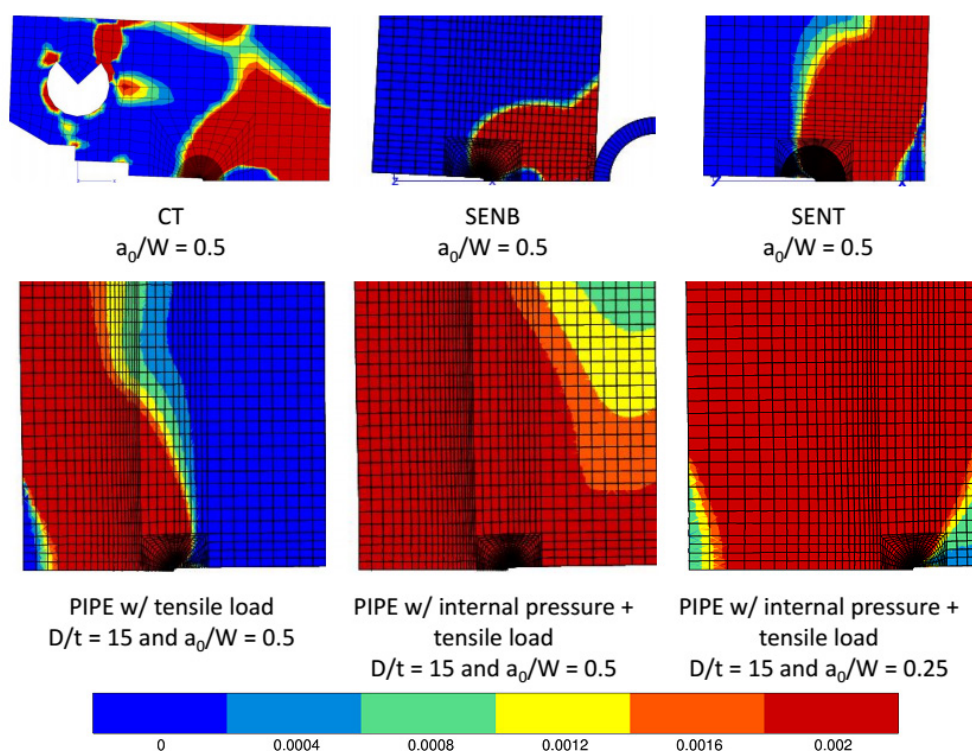 CT
a₀/W = 0.5
SENB
a₀/W = 0.5
SENT
a₀/W = 0.5
z
x
y
x
PIPE w/ tensile load
D/t = 15 and a₀/W = 0.5
PIPE w/ internal pressure +
tensile load
D/t = 15 and a₀/W = 0.5
PIPE w/ internal pressure +
tensile load
D/t = 15 and a₀/W = 0.25
0
0.0004
0.0008
0.0012
0.0016
0.002